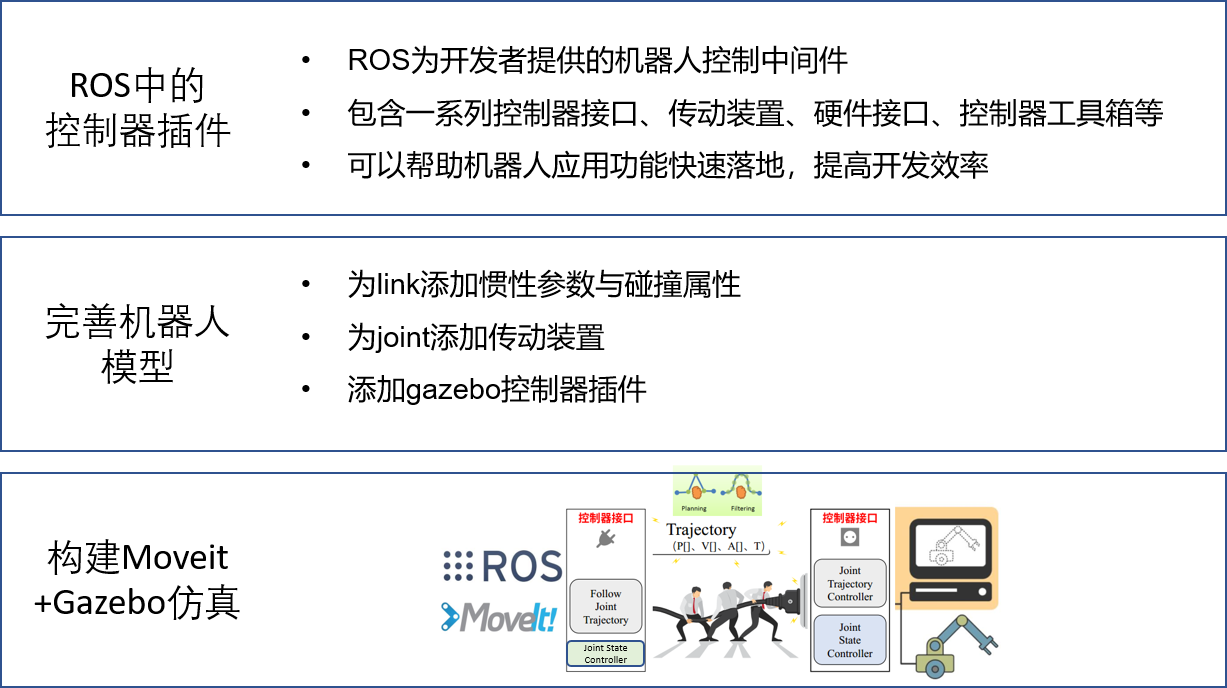 ROS中的
控制器插件
• ROS为开发者提供的机器人控制中间件
• 包含一系列控制器接口、传动装置、硬件接口、控制器工具箱等
• 可以帮助机器人应用功能快速落地，提高开发效率
完善机器人
模型
• 为link添加惯性参数与碰撞属性
• 为joint添加传动装置
• 添加gazebo控制器插件
构建Moveit
+Gazebo仿真
ROS
MoveIt!
控制器接口
Follow
Joint
Trajectory
Joint State
Controller
Planning
Filtering
Trajectory
（P[]、V[]、A[]、T）
控制器接口
Joint
Trajectory
Controller
Joint
State
Controller